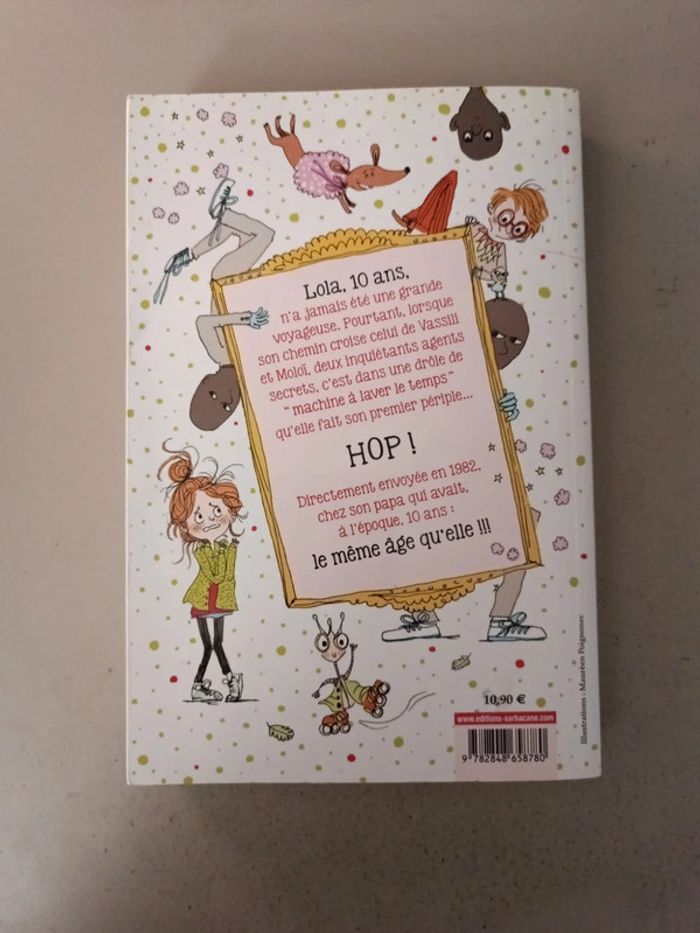 Lola, 10 ans,
n'a jamais été une grande
voyageuse. Pourtant, lorsque
son chemin croise celui de Vassili
et Moloï, deux inquiétants agents
secrets, c'est dans une drôle de
"machine à laver le temps"
qu'elle fait son premier périple...
HOP !
Directement envoyée en 1982,
chez son papa qui avait,
à l'époque, 10 ans :
le même âge qu'elle !!!
Illustrations : Maureen Poignonec
10,90 €
www.editions-sarbacane.com
9 782848 658780